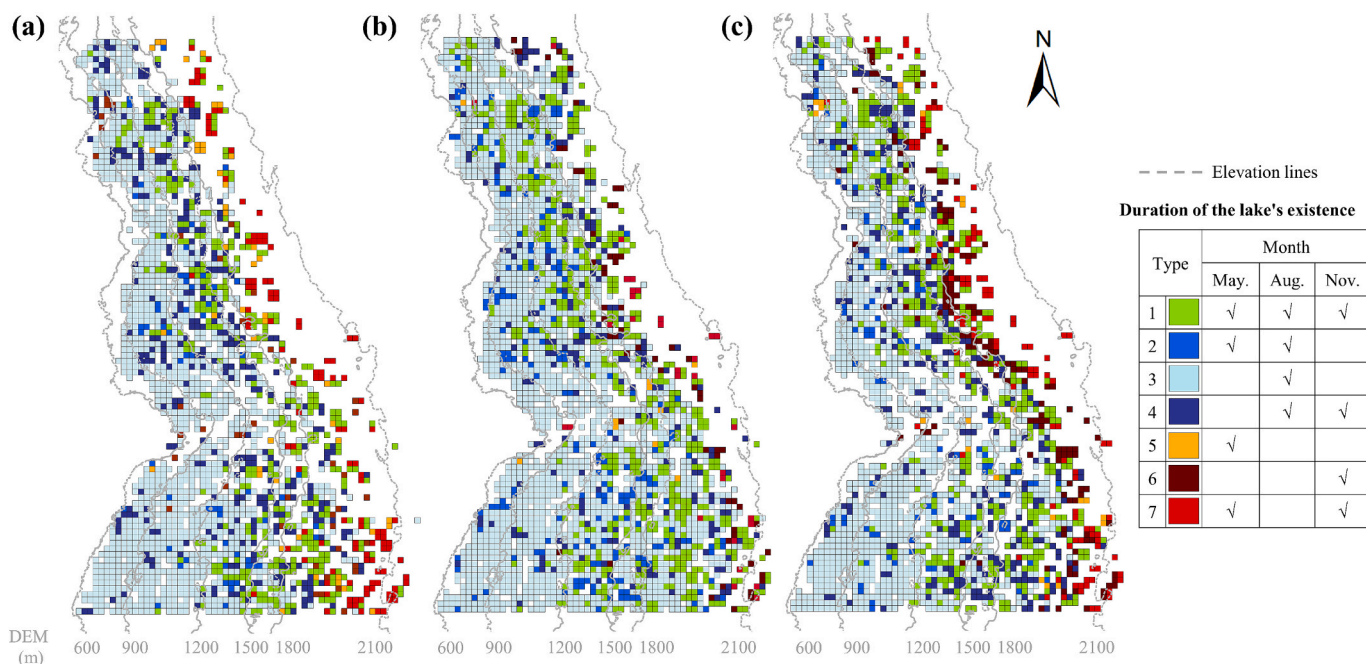 (a)
(b)
(c)
N
Elevation lines
Duration of the lake's existence
Type Month
May. Aug. Nov.
1 √ √ √
2 √ √
3 √
4 √ √
5 √
6 √
7 √ √
DEM
(m)
600 900 1200 1500 1800 2100 600 900 1200 1500 1800 2100 600 900 1200 1500 1800 2100